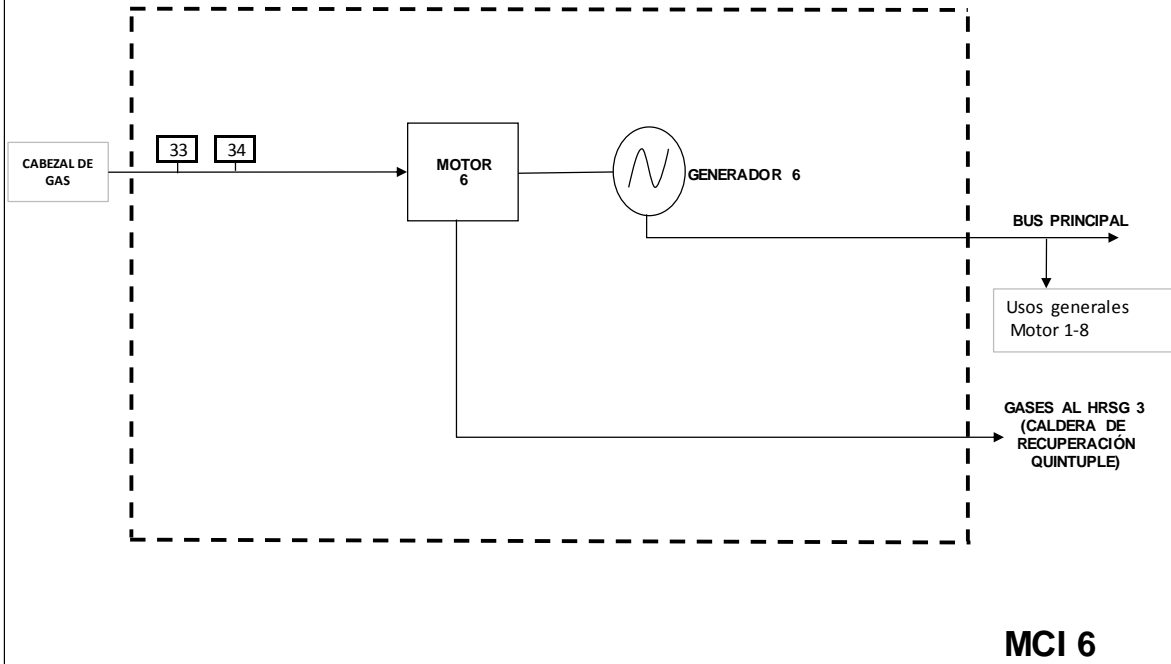 33
34
CABEZAL DE
GAS
MOTOR
6
GENERADOR 6
BUS PRINCIPAL
Usos generales
Motor 1-8
GASES AL HRSG 3
(CALDERA DE
RECUPERACIÓN
QUINTUPLE)
MCI 6